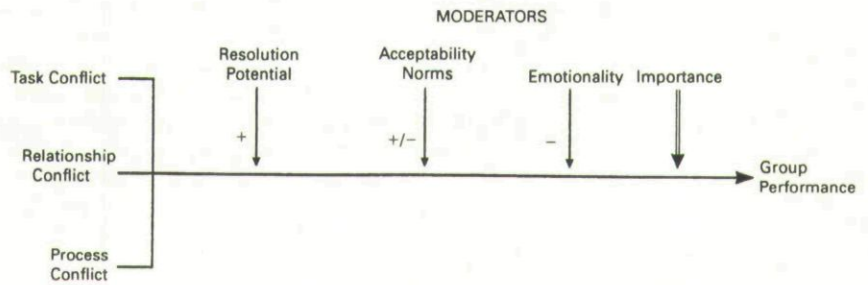 MODERATORS
Resolution
Potential
Acceptability
Norms
Emotionality
Importance
Task Conflict
+
+/−
−
Relationship
Conflict
Group
Performance
Process
Conflict